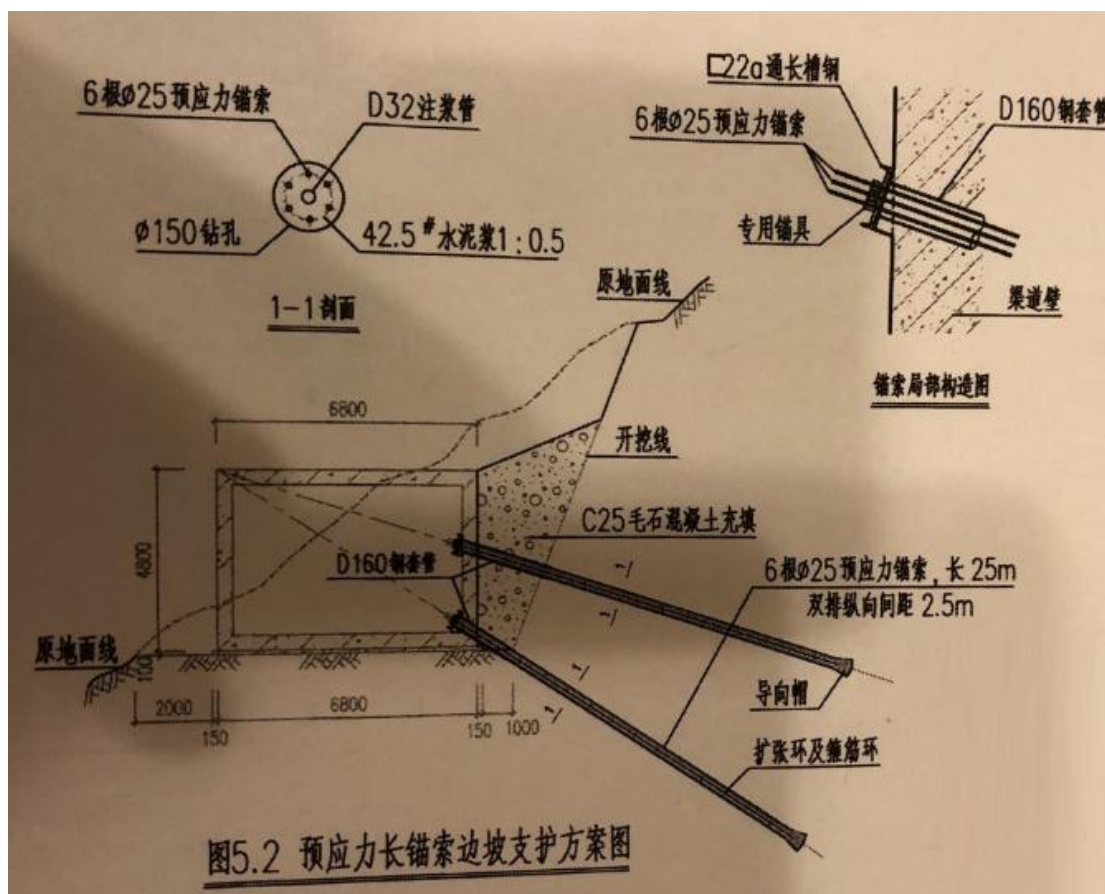 6根Ø25预应力锚索
D32注浆管
Ø150钻孔
42.5#水泥浆1:0.5
1-1剖面
[22a通长槽钢
6根Ø25预应力锚索
D160钢套管
专用锚具
渠道壁
锚索局部构造图
原地面线
6800
开挖线
4800
C25毛石混凝土充填
D160钢套管
6根Ø25预应力锚索，长25m
双排纵向间距2.5m
1
1
1
1
原地面线
100
2000
6800
150
150
1000
导向帽
扩张环及箍筋环
图5.2 预应力长锚索边坡支护方案图